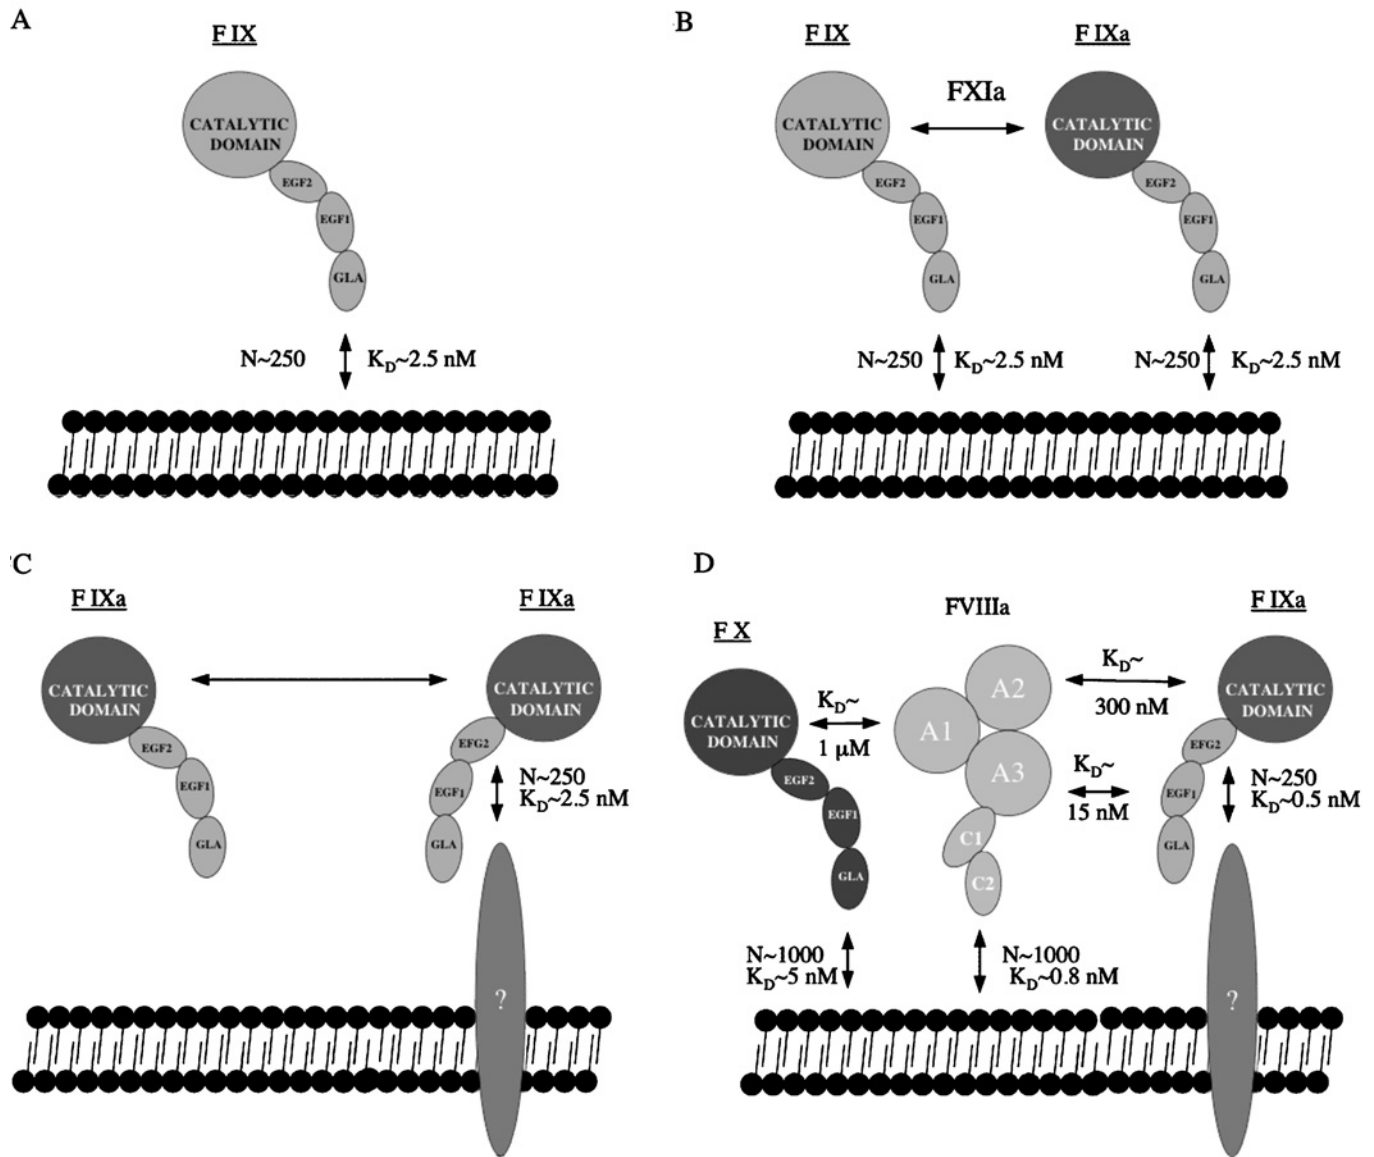 A
F IX
CATALYTIC
DOMAIN
EGF2
EGF1
GLA
N~250
K_D~2.5 nM
B
F IX
FXIa
F IXa
CATALYTIC
DOMAIN
CATALYTIC
DOMAIN
EGF2
EGF2
EGF1
EGF1
GLA
GLA
N~250
K_D~2.5 nM
N~250
K_D~2.5 nM
C
F IXa
F IXa
CATALYTIC
DOMAIN
CATALYTIC
DOMAIN
EGF2
EFG2
EGF1
EGF1
GLA
GLA
N~250
K_D~2.5 nM
?
D
F X
FVIIIa
F IXa
CATALYTIC
DOMAIN
EGF2
EGF1
GLA
K_D~
1 μM
A2
A1
A3
C1
C2
K_D~
300 nM
K_D~
15 nM
CATALYTIC
DOMAIN
EFG2
EGF1
GLA
N~250
K_D~0.5 nM
N~1000
K_D~5 nM
N~1000
K_D~0.8 nM
?